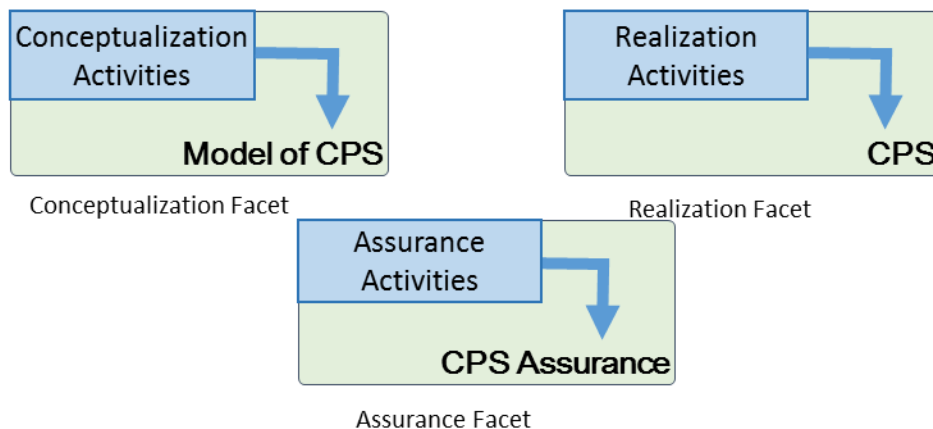 Conceptualization
Activities
Model of CPS
Conceptualization Facet
Realization
Activities
CPS
Realization Facet
Assurance
Activities
CPS Assurance
Assurance Facet